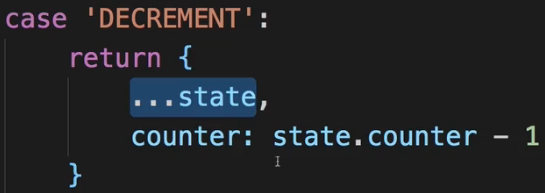 case 'DECREMENT':
return {
...state,
counter: state.counter - 1
}